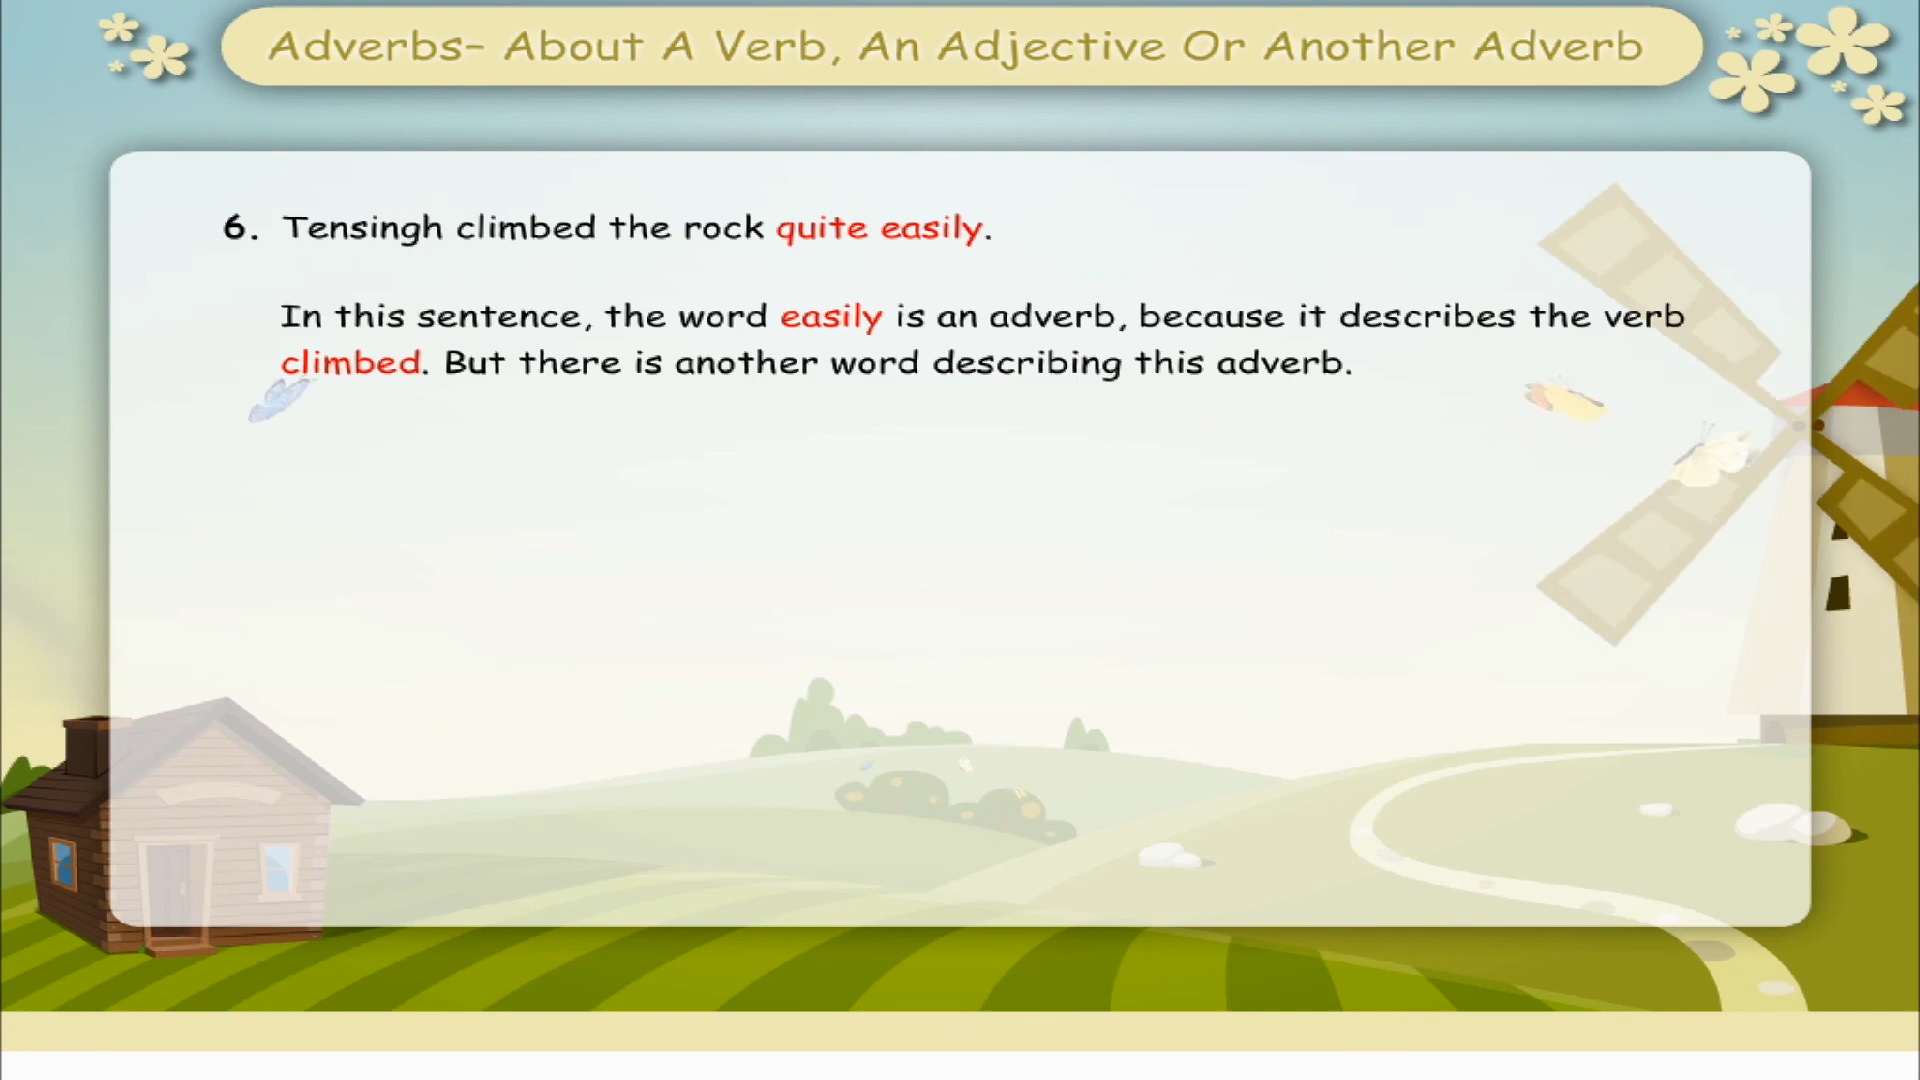 Adverbs– About A Verb, An Adjective Or Another Adverb
6. Tensingh climbed the rock quite easily.
In this sentence, the word easily is an adverb, because it describes the verb
climbed. But there is another word describing this adverb.